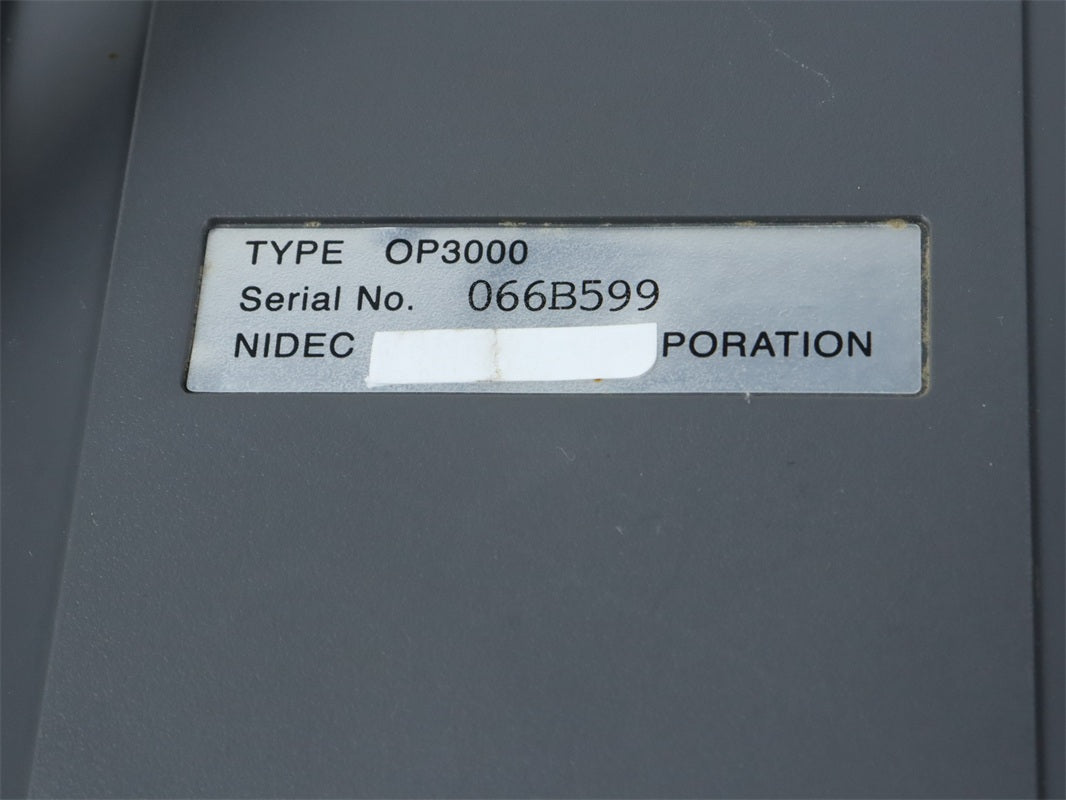 TYPE OP3000
Serial No. 066B599
NIDEC PORATION